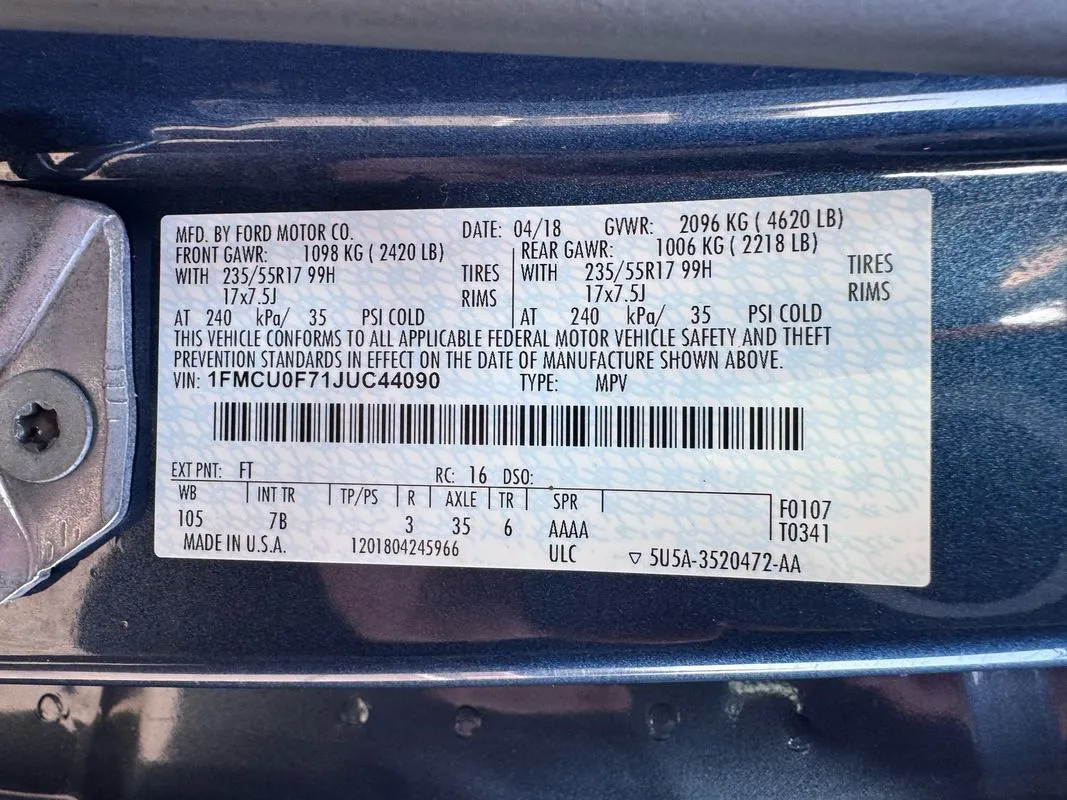 MFD. BY FORD MOTOR CO. DATE: 04/18 GVWR: 2096 KG ( 4620 LB)
FRONT GAWR: 1098 KG ( 2420 LB) REAR GAWR: 1006 KG ( 2218 LB)
WITH 235/55R17 99H TIRES WITH 235/55R17 99H TIRES
17x7.5J RIMS 17x7.5J RIMS
AT 240 kPa/ 35 PSI COLD AT 240 kPa/ 35 PSI COLD
THIS VEHICLE CONFORMS TO ALL APPLICABLE FEDERAL MOTOR VEHICLE SAFETY AND THEFT
PREVENTION STANDARDS IN EFFECT ON THE DATE OF MANUFACTURE SHOWN ABOVE.
VIN: 1FMCU0F71JUC44090 TYPE: MPV
EXT PNT: FT RC: 16 DSO:
WB INT TR TP/PS R AXLE TR SPR F0107
105 7B 3 35 6 AAAA T0341
MADE IN U.S.A. 1201804245966 ULC ▽ 5U5A-3520472-AA